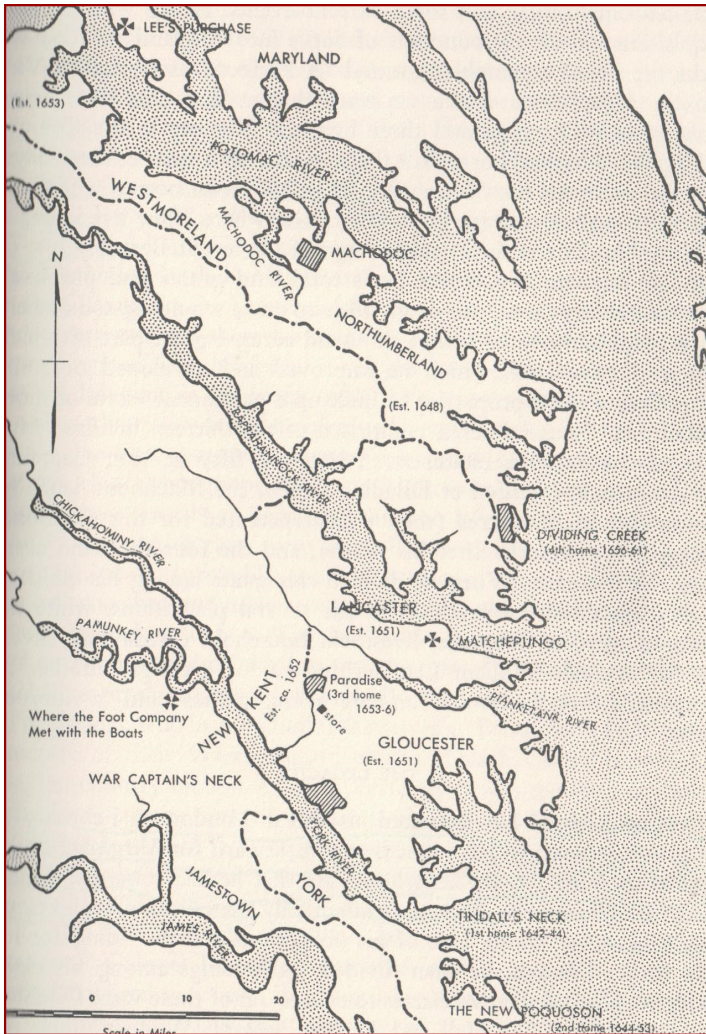 LEE'S PURCHASE
MARYLAND
(Est. 1653)
POTOMAC RIVER
WESTMORELAND
MACHODOC RIVER
MACHODOC
N
NORTHUMBERLAND
(Est. 1648)
RAPPAHANNOCK RIVER
CHICKAHOMINY RIVER
DIVIDING CREEK
(4th home 1656-61)
LANCASTER
(Est. 1651)
MATCHEPUNGO
PAMUNKEY RIVER
PIANKETANK RIVER
NEW KENT
Est. ca. 1652
Paradise
(3rd home
1653-6)
store
Where the Foot Company
Met with the Boats
GLOUCESTER
(Est. 1651)
WAR CAPTAIN'S NECK
YORK RIVER
JAMESTOWN
YORK
JAMES RIVER
TINDALL'S NECK
(1st home 1642-44)
THE NEW POQUOSON
(2nd home 1644-53)
0 10 20
Scale in Miles